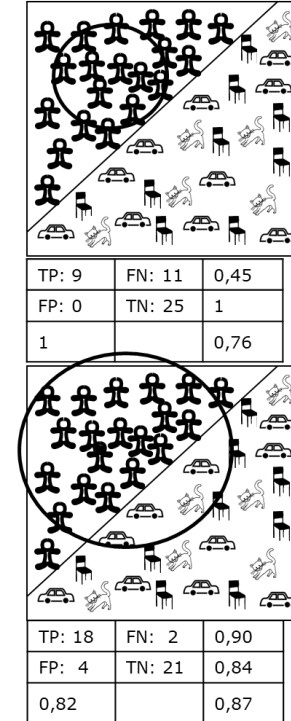 TP: 9 FN: 11 0,45
FP: 0 TN: 25 1
1 0,76
TP: 18 FN: 2 0,90
FP: 4 TN: 21 0,84
0,82 0,87